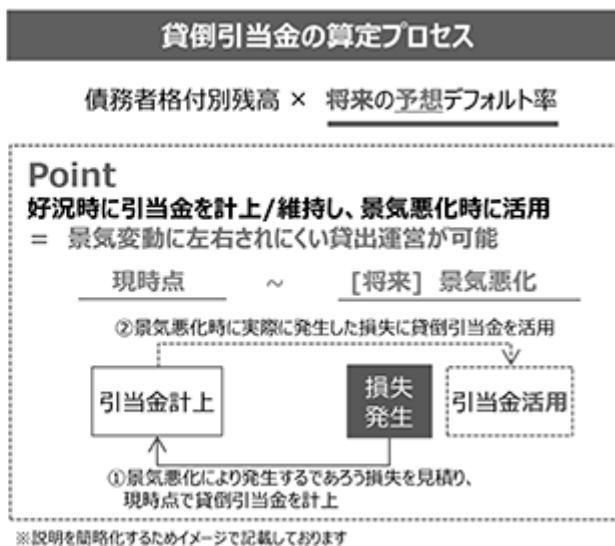 貸倒引当金の算定プロセス
債務者格付別残高 × 将来の予想デフォルト率
Point
好況時に引当金を計上/維持し、景気悪化時に活用
= 景気変動に左右されにくい貸出運営が可能
現時点 ~ [将来] 景気悪化
②景気悪化時に実際に発生した損失に貸倒引当金を活用
引当金計上
損失
発生
引当金活用
①景気悪化により発生するであろう損失を見積り、
現時点で貸倒引当金を計上
※説明を簡略化するためイメージで記載しております